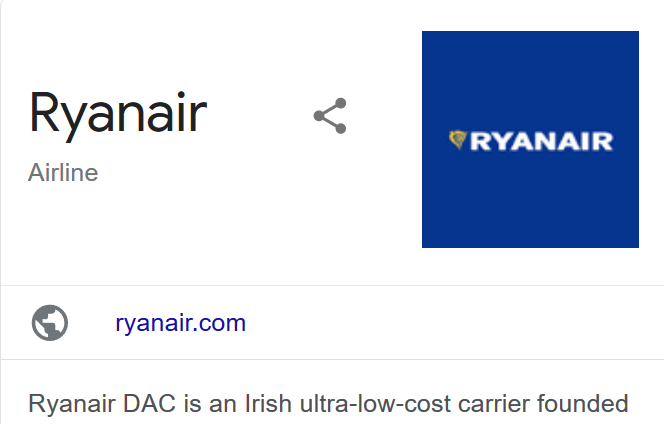 Ryanair
Airline
RYANAIR
ryanair.com
Ryanair DAC is an Irish ultra-low-cost carrier founded